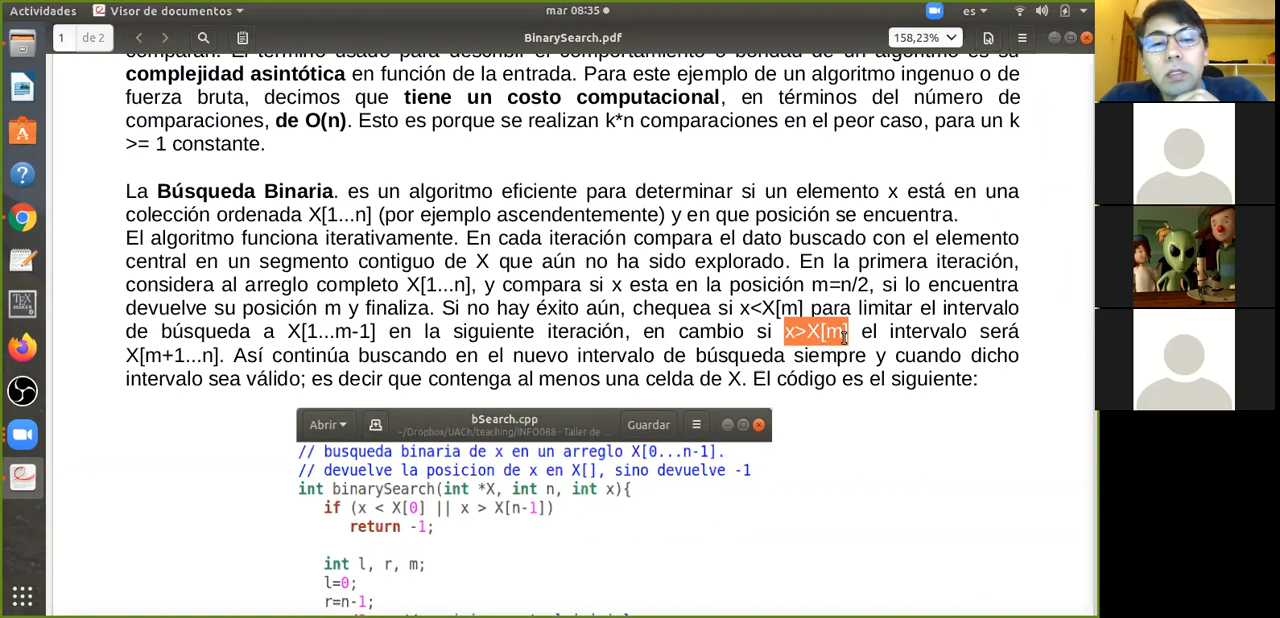 Actividades
Visor de documentos
mar 08:35
es
1
de 2
BinarySearch.pdf
158,23%
complejidad asintótica en función de la entrada. Para este ejemplo de un algoritmo ingenuo o de
fuerza bruta, decimos que tiene un costo computacional, en términos del número de
comparaciones, de O(n). Esto es porque se realizan k*n comparaciones en el peor caso, para un k
>= 1 constante.
La Búsqueda Binaria. es un algoritmo eficiente para determinar si un elemento x está en una
colección ordenada X[1...n] (por ejemplo ascendentemente) y en que posición se encuentra.
El algoritmo funciona iterativamente. En cada iteración compara el dato buscado con el elemento
central en un segmento contiguo de X que aún no ha sido explorado. En la primera iteración,
considera al arreglo completo X[1...n], y compara si x esta en la posición m=n/2, si lo encuentra
devuelve su posición m y finaliza. Si no hay éxito aún, chequea si x<X[m] para limitar el intervalo
de búsqueda a X[1...m-1] en la siguiente iteración, en cambio si x>X[m] el intervalo será
X[m+1...n]. Así continúa buscando en el nuevo intervalo de búsqueda siempre y cuando dicho
intervalo sea válido; es decir que contenga al menos una celda de X. El código es el siguiente:
Abrir
bSearch.cpp
~/Dropbox/UACh/teaching/INFO088 - Taller de ...
Guardar
// busqueda binaria de x en un arreglo X[0...n-1].
// devuelve la posicion de x en X[], sino devuelve -1
int binarySearch(int *X, int n, int x){
if (x < X[0] || x > X[n-1])
return -1;
int l, r, m;
l=0;
r=n-1;